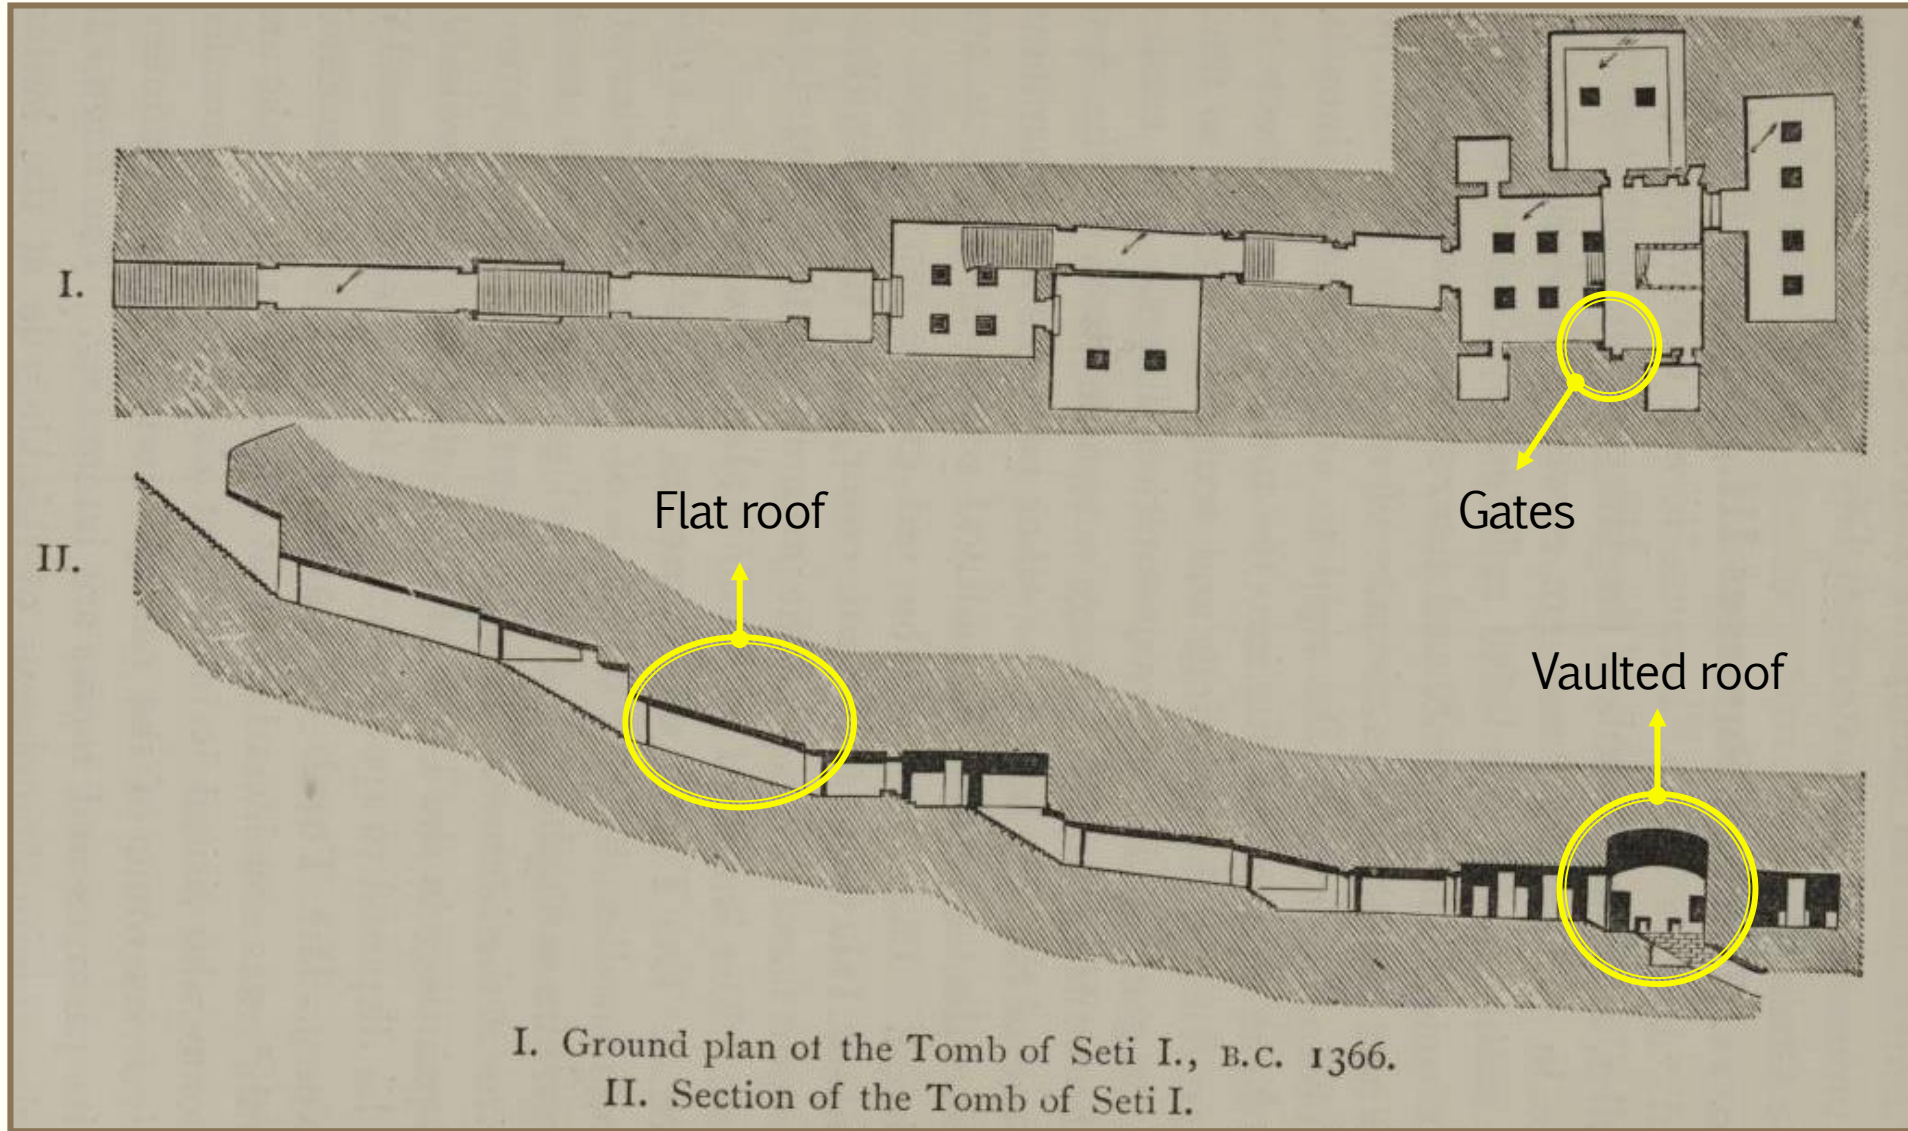 I.
Flat roof
Gates
II.
Vaulted roof
I. Ground plan of the Tomb of Seti I., B.C. 1366.
II. Section of the Tomb of Seti I.